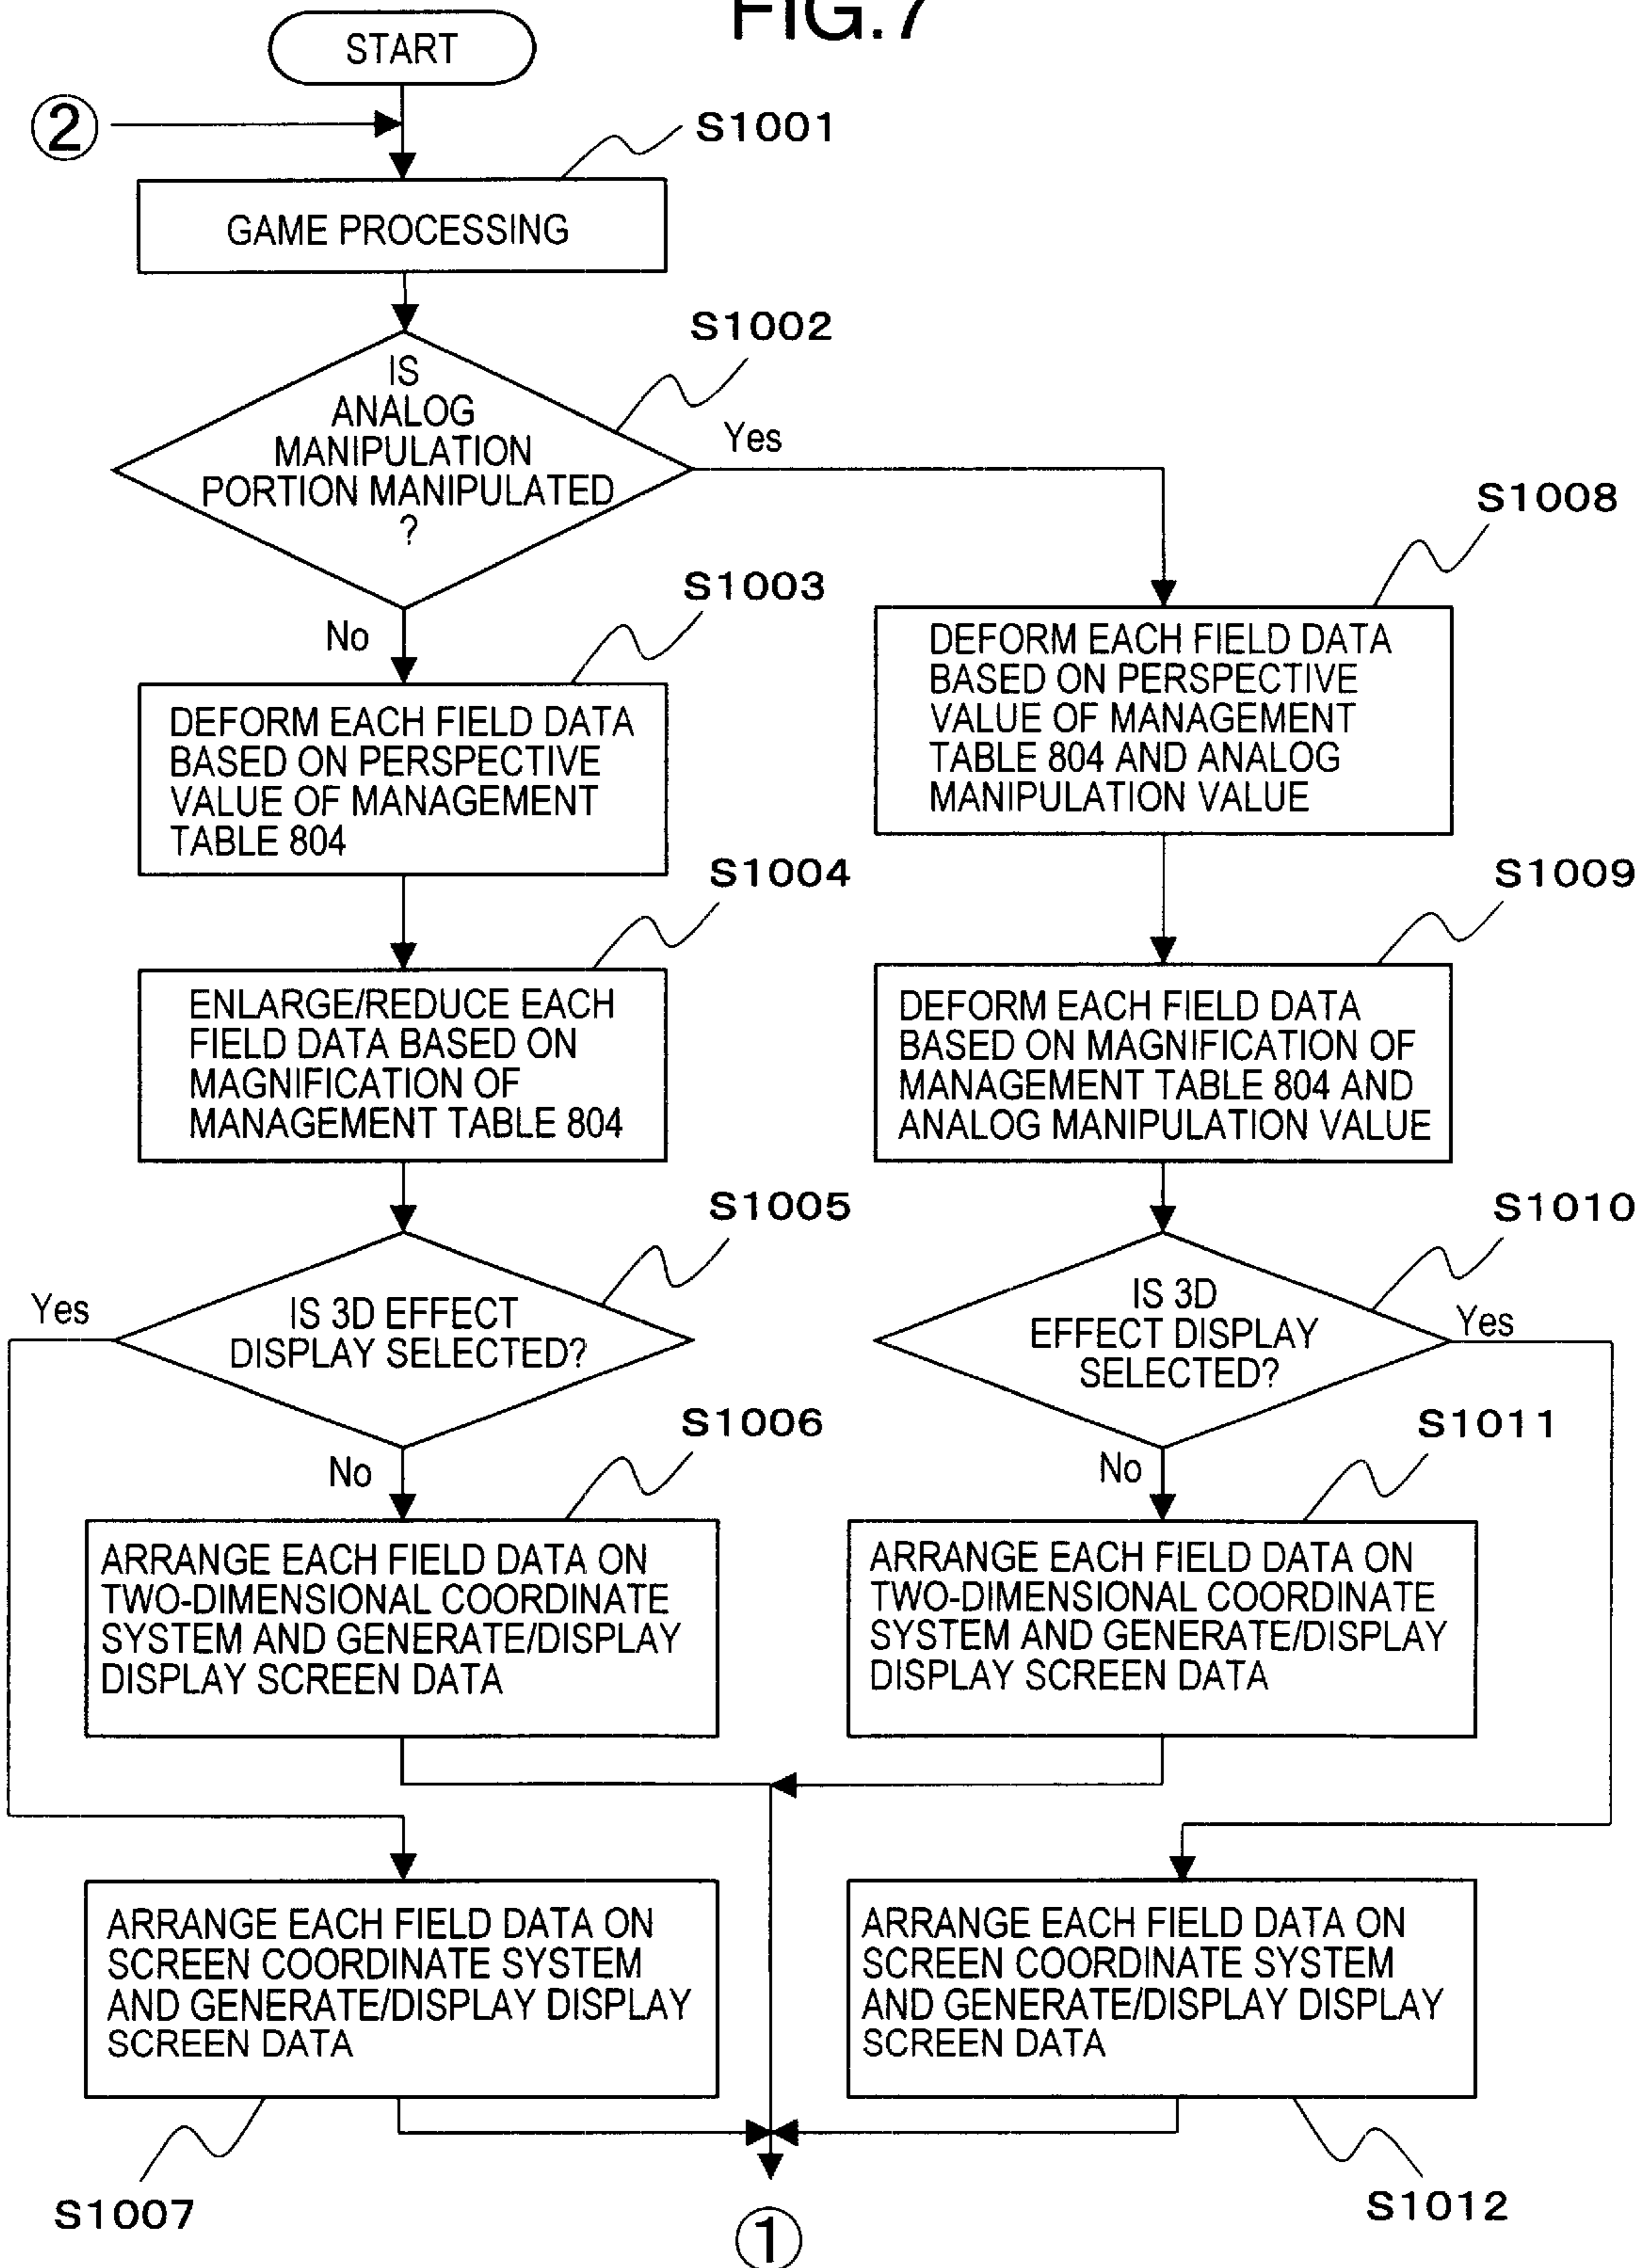 FIG.7
START
②
S1001
GAME PROCESSING
S1002
IS
ANALOG
MANIPULATION
PORTION MANIPULATED
?
Yes
No
S1003
DEFORM EACH FIELD DATA
BASED ON PERSPECTIVE
VALUE OF MANAGEMENT
TABLE 804
S1008
DEFORM EACH FIELD DATA
BASED ON PERSPECTIVE
VALUE OF MANAGEMENT
TABLE 804 AND ANALOG
MANIPULATION VALUE
S1004
ENLARGE/REDUCE EACH
FIELD DATA BASED ON
MAGNIFICATION OF
MANAGEMENT TABLE 804
S1009
DEFORM EACH FIELD DATA
BASED ON MAGNIFICATION OF
MANAGEMENT TABLE 804 AND
ANALOG MANIPULATION VALUE
S1005
Yes
IS 3D EFFECT
DISPLAY SELECTED?
No
S1010
IS 3D
EFFECT DISPLAY
SELECTED?
Yes
No
S1006
ARRANGE EACH FIELD DATA ON
TWO-DIMENSIONAL COORDINATE
SYSTEM AND GENERATE/DISPLAY
DISPLAY SCREEN DATA
S1011
ARRANGE EACH FIELD DATA ON
TWO-DIMENSIONAL COORDINATE
SYSTEM AND GENERATE/DISPLAY
DISPLAY SCREEN DATA
ARRANGE EACH FIELD DATA ON
SCREEN COORDINATE SYSTEM
AND GENERATE/DISPLAY DISPLAY
SCREEN DATA
S1007
ARRANGE EACH FIELD DATA ON
SCREEN COORDINATE SYSTEM
AND GENERATE/DISPLAY DISPLAY
SCREEN DATA
S1012
①